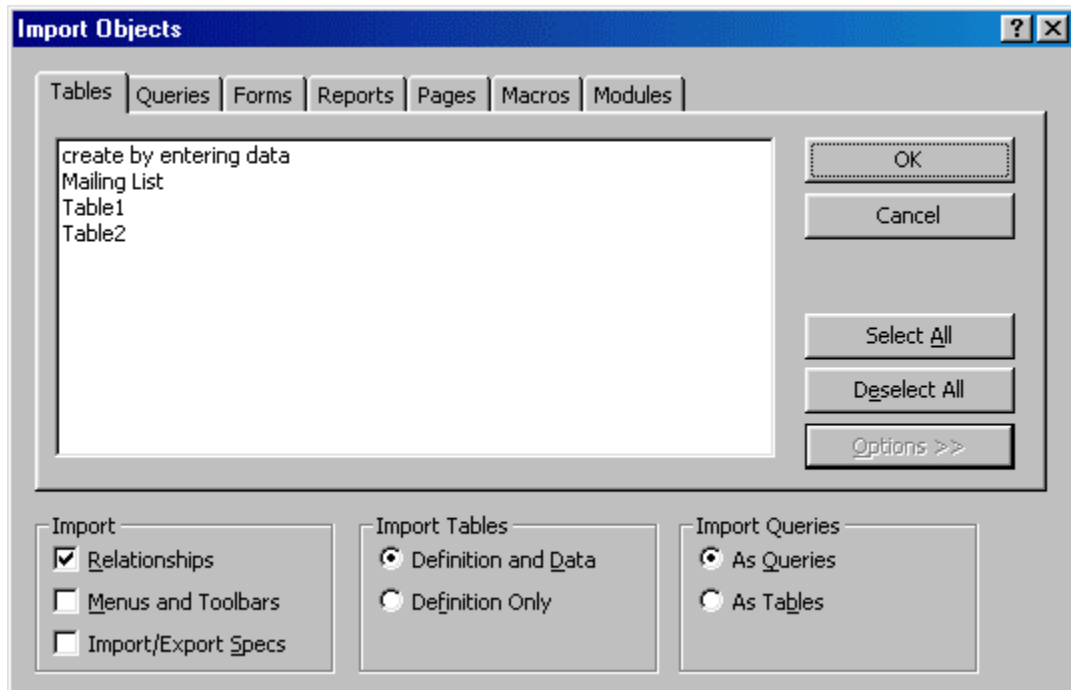 Import Objects
Tables Queries Forms Reports Pages Macros Modules
create by entering data
Mailing List
Table1
Table2
OK
Cancel
Select All
Deselect All
Options >>
Import
Relationships
Menus and Toolbars
Import/Export Specs
Import Tables
Definition and Data
Definition Only
Import Queries
As Queries
As Tables